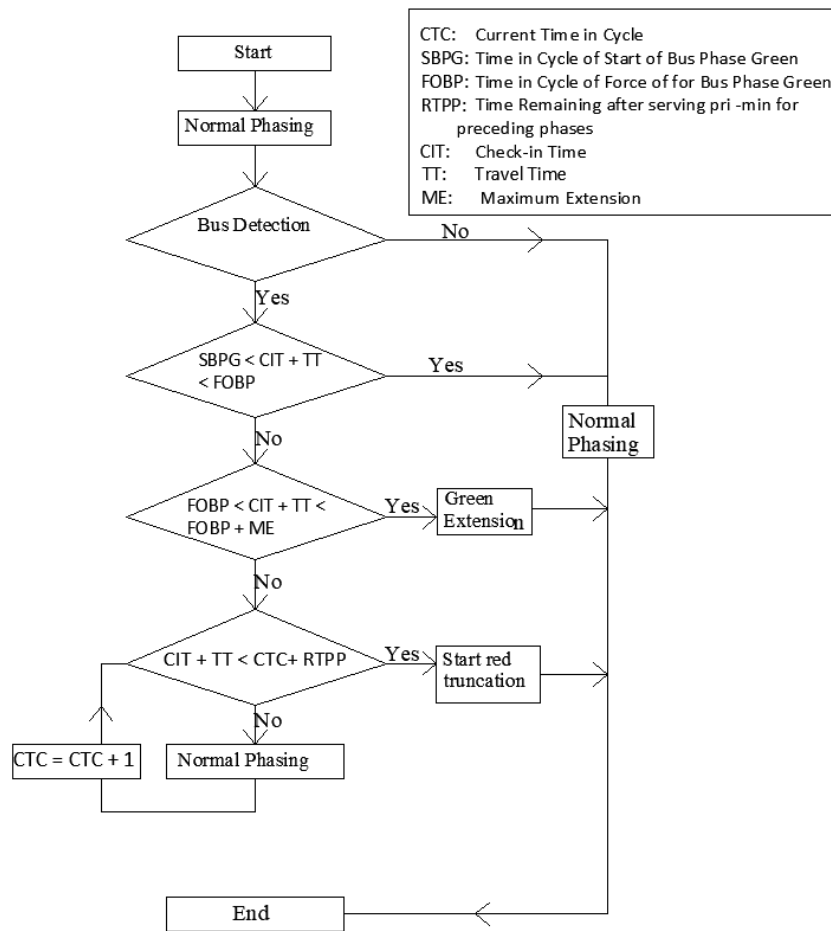 Start
CTC: Current Time in Cycle
SBPG: Time in Cycle of Start of Bus Phase Green
FOBP: Time in Cycle of Force of for Bus Phase Green
RTPP: Time Remaining after serving pri -min for
preceding phases
CIT: Check-in Time
TT: Travel Time
ME: Maximum Extension
Normal Phasing
Bus Detection
No
Yes
SBPG < CIT + TT
< FOBP
Yes
Normal
Phasing
No
FOBP < CIT + TT <
FOBP + ME
Yes
Green
Extension
No
CIT + TT < CTC+ RTPP
Yes
Start red
truncation
No
CTC = CTC + 1
Normal Phasing
End